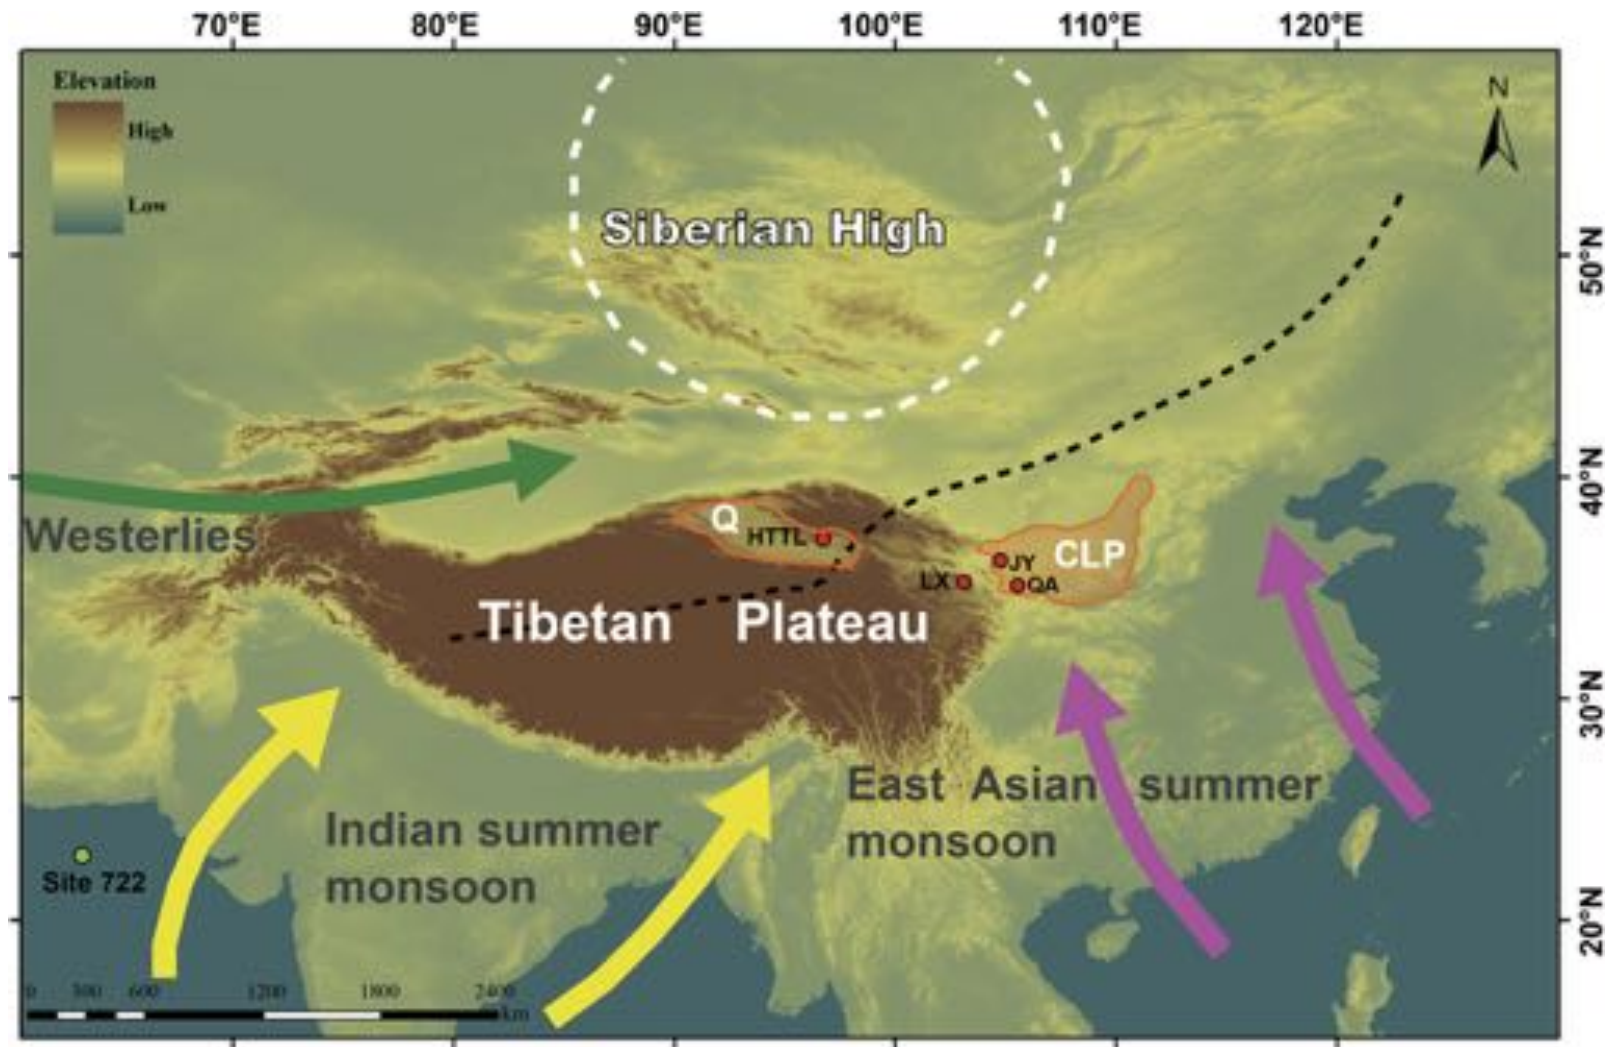 70°E 80°E 90°E 100°E 110°E 120°E
Elevation
High
Low
N
Siberian High
50°N
40°N
Westerlies
Q
HTTL
JY
CLP
LX
QA
Tibetan Plateau
30°N
East Asian summer
monsoon
Indian summer
monsoon
Site 722
20°N
0 300 600 1200 1800 2400
km